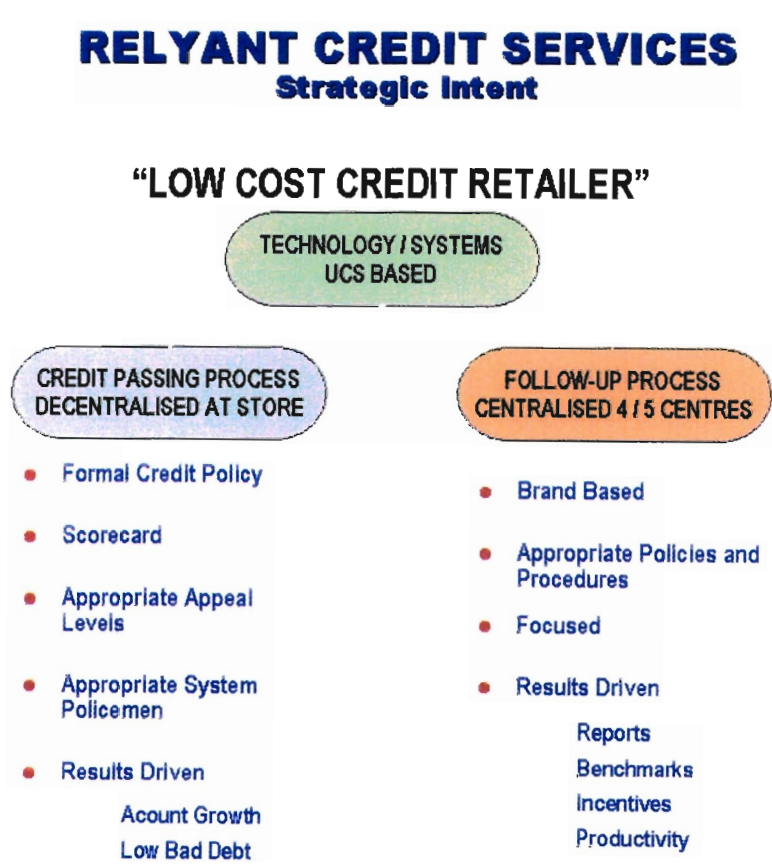 RELYANT CREDIT SERVICES
Strategic Intent
“LOW COST CREDIT RETAILER”
TECHNOLOGY / SYSTEMS
UCS BASED
CREDIT PASSING PROCESS
DECENTRALISED AT STORE
• Formal Credit Policy
• Scorecard
• Appropriate Appeal
Levels
• Appropriate System
Policemen
• Results Driven
Acount Growth
Low Bad Debt
FOLLOW-UP PROCESS
CENTRALISED 4 / 5 CENTRES
• Brand Based
• Appropriate Policies and
Procedures
• Focused
• Results Driven
Reports
Benchmarks
Incentives
Productivity